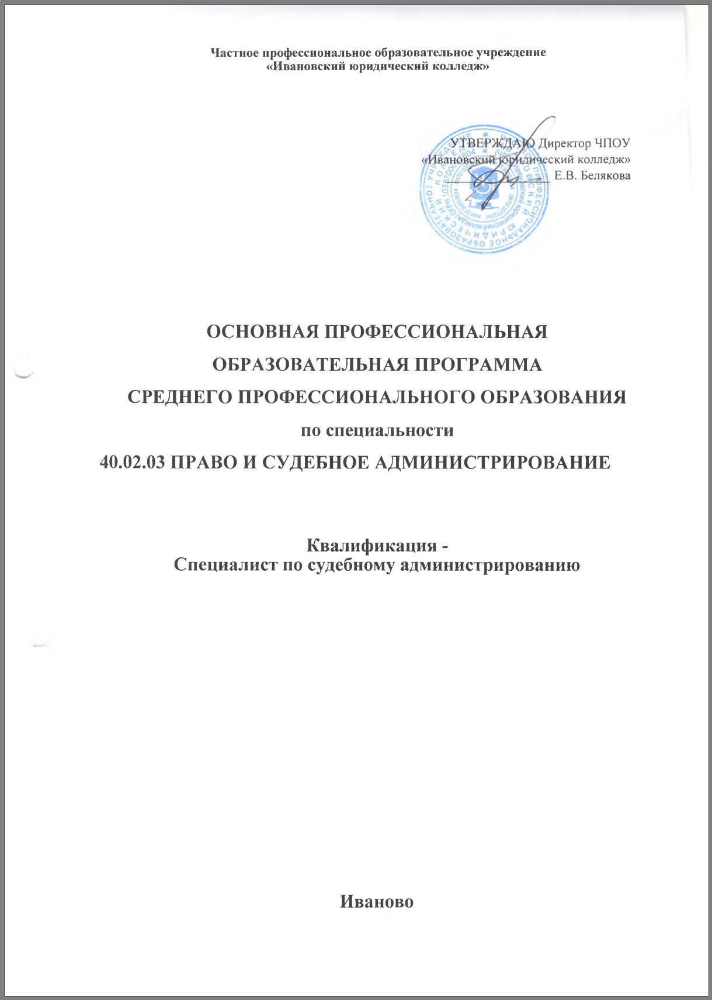 Частное профессиональное образовательное учреждение
«Ивановский юридический колледж»
УТВЕРЖДАЮ Директор ЧПОУ
«Ивановский юридический колледж»
Е.В. Белякова
ОСНОВНАЯ ПРОФЕССИОНАЛЬНАЯ
ОБРАЗОВАТЕЛЬНАЯ ПРОГРАММА
СРЕДНЕГО ПРОФЕССИОНАЛЬНОГО ОБРАЗОВАНИЯ
по специальности
40.02.03 ПРАВО И СУДЕБНОЕ АДМИНИСТРИРОВАНИЕ
Квалификация -
Специалист по судебному администрированию
Иваново